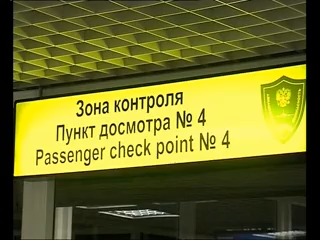 Зона контроля
Пункт досмотра № 4
Passenger check point № 4